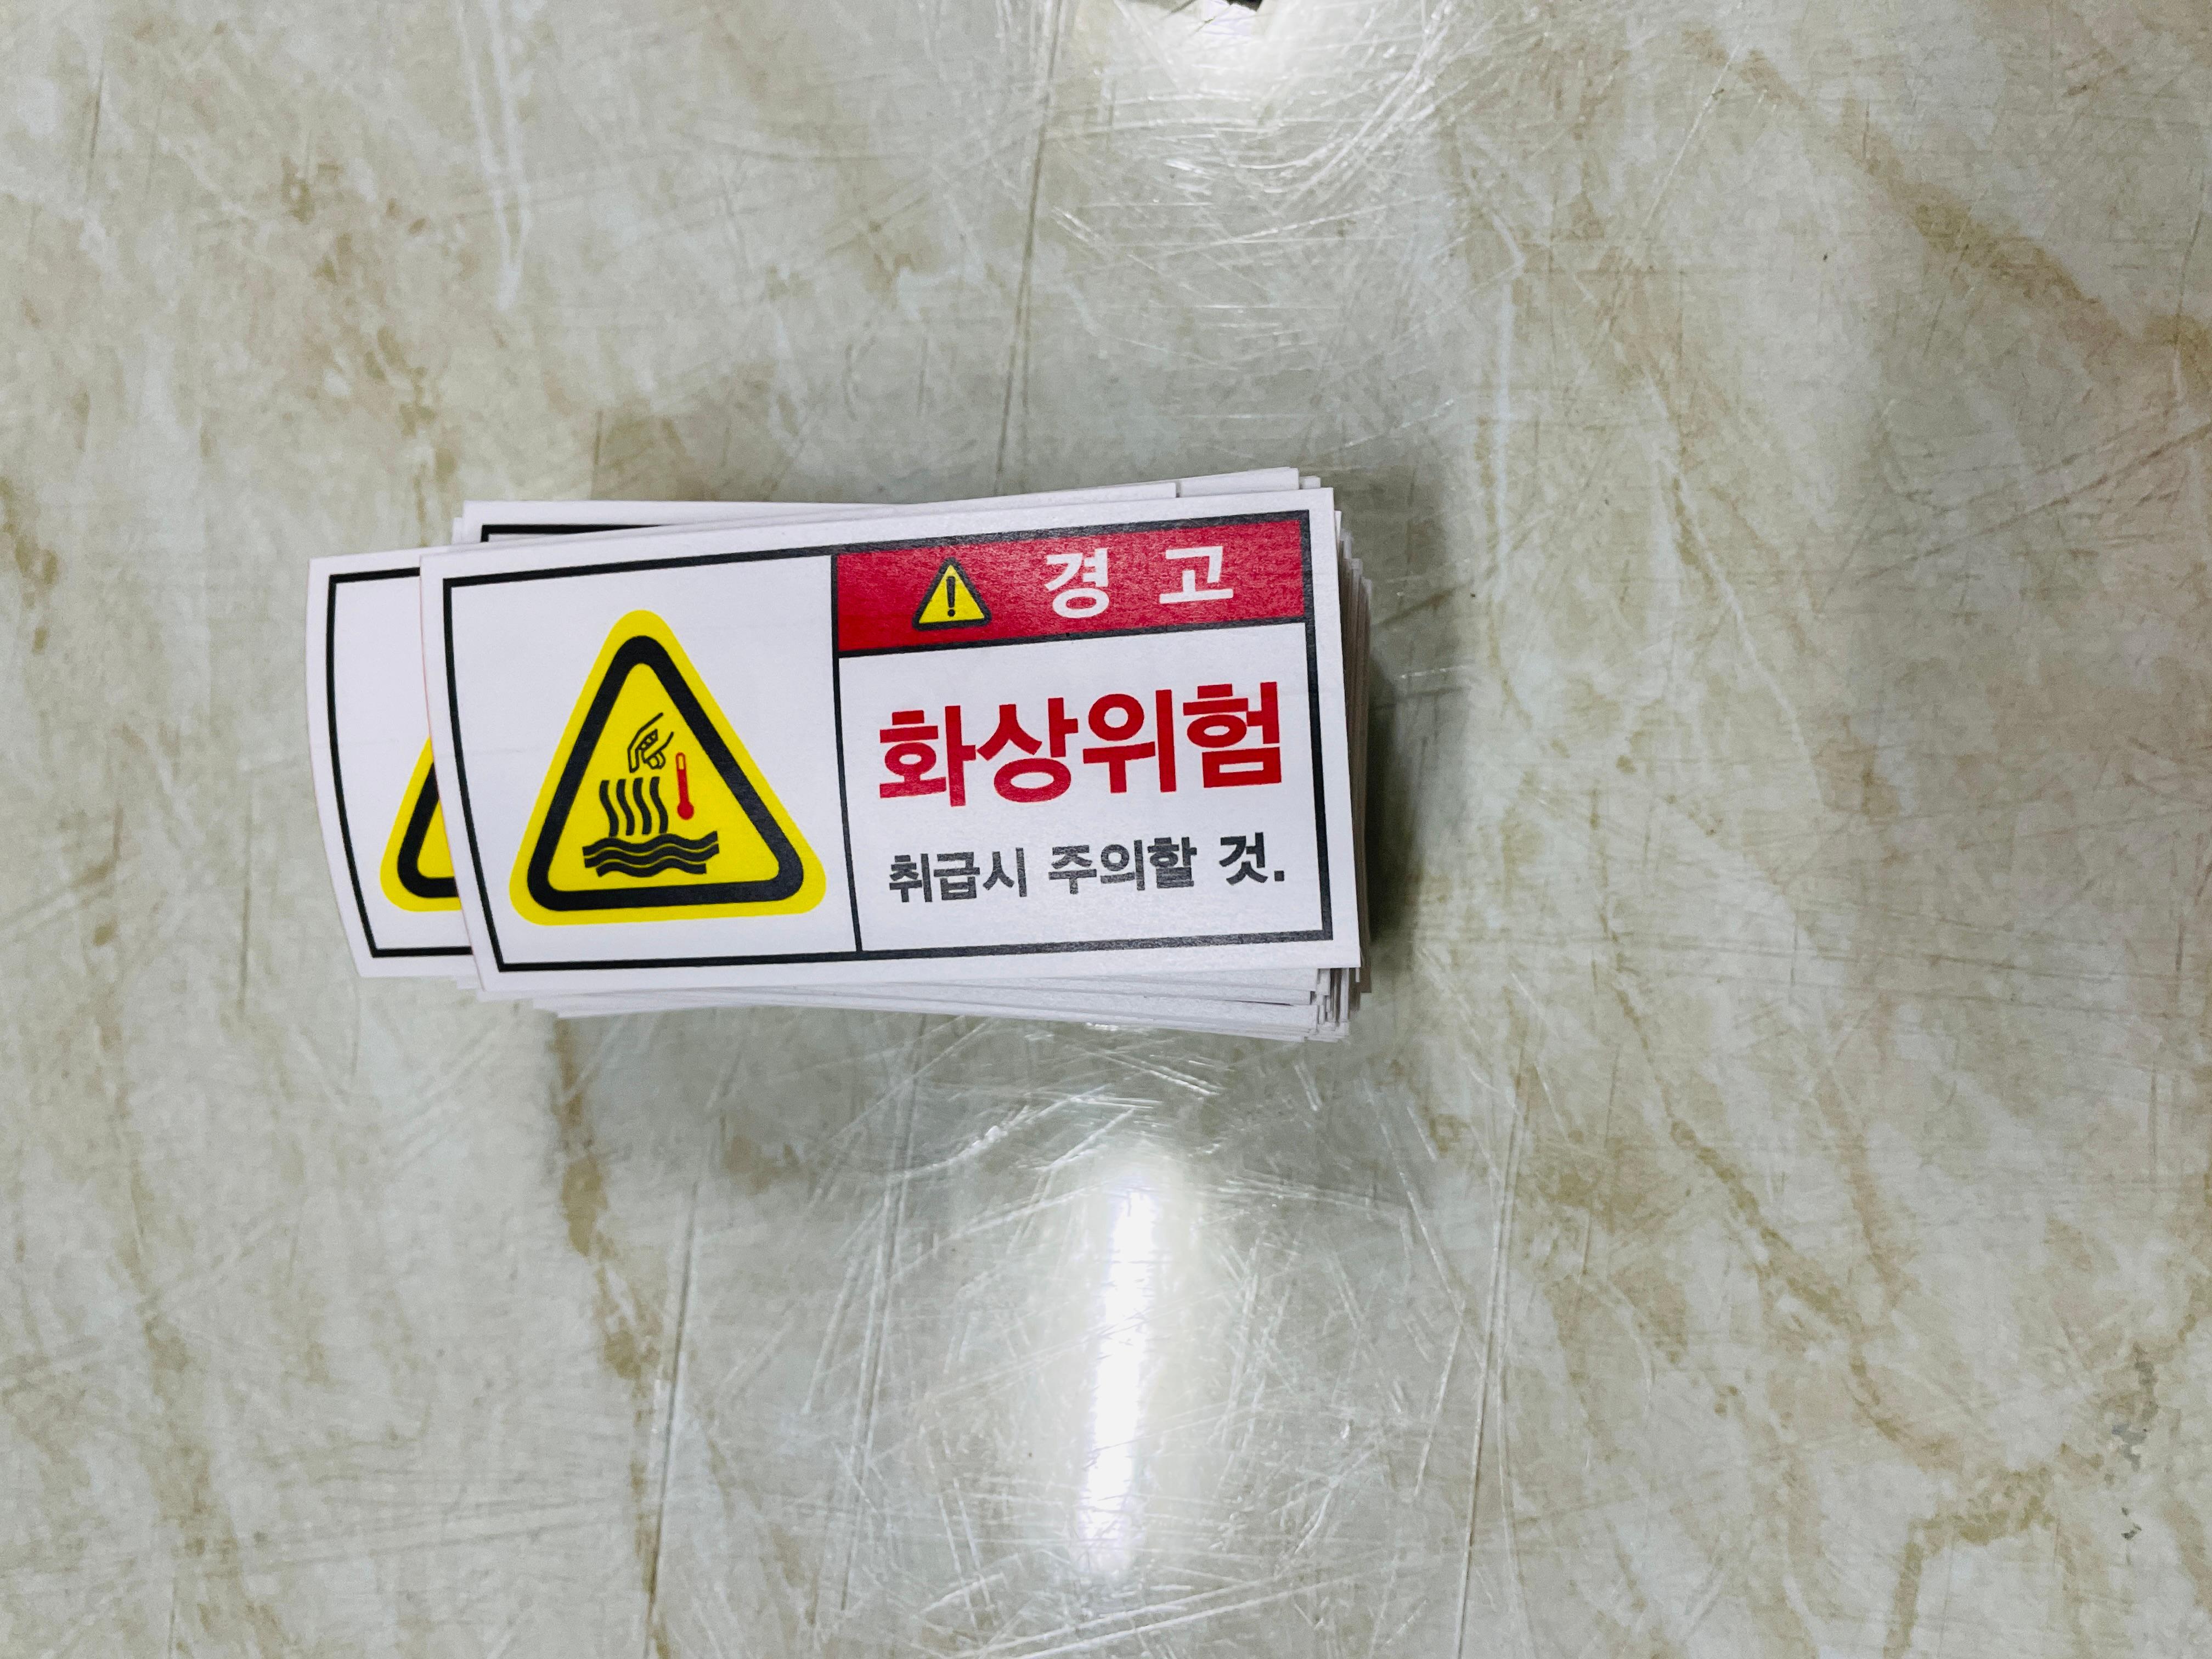 경 고
화상위험
취급시 주의할 것.